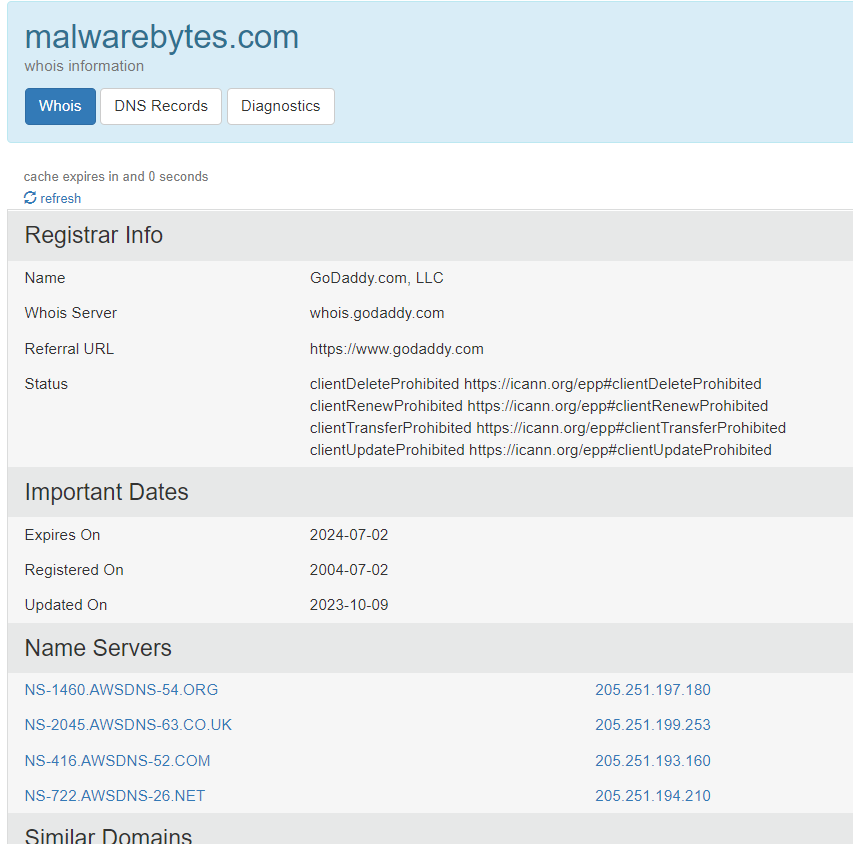 malwarebytes.com
whois information
Whois DNS Records Diagnostics
cache expires in and 0 seconds
refresh
Registrar Info
Name GoDaddy.com, LLC
Whois Server whois.godaddy.com
Referral URL https://www.godaddy.com
Status clientDeleteProhibited https://icann.org/epp#clientDeleteProhibited
clientRenewProhibited https://icann.org/epp#clientRenewProhibited
clientTransferProhibited https://icann.org/epp#clientTransferProhibited
clientUpdateProhibited https://icann.org/epp#clientUpdateProhibited
Important Dates
Expires On 2024-07-02
Registered On 2004-07-02
Updated On 2023-10-09
Name Servers
NS-1460.AWSDNS-54.ORG 205.251.197.180
NS-2045.AWSDNS-63.CO.UK 205.251.199.253
NS-416.AWSDNS-52.COM 205.251.193.160
NS-722.AWSDNS-26.NET 205.251.194.210
Similar Domains